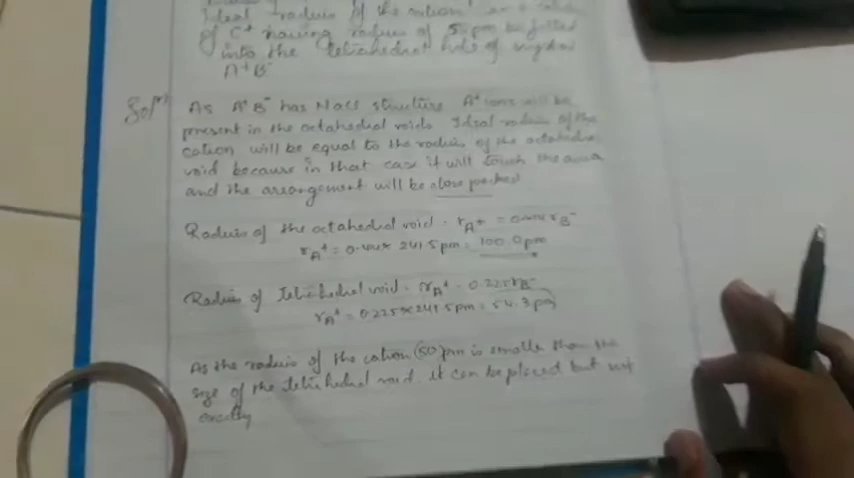 Ideal radius of the cation
of C+ having radius of 50 pm be fitted
into the tetrahedral hole of
A+B-
Soln
As A+B- has NaCl structure A+ ions will be
present in the octahedral voids Ideal radius of the
cation will be equal to the radius of the octahedral
void because in that case it will touch the
and the arrangement will be close packed
Radius of the octahedral void - rA+ = 0.414 rB-
rA+ = 0.414 x 241.5 pm = 100.0 pm
Radius of Tetrahedral void = rA+ = 0.225 rB-
rA+ = 0.225 x 241.5 pm = 54.3 pm
As the radius of the cation (50) pm is smaller than the
size of the tetrahedral void. it can be placed but not
exactly